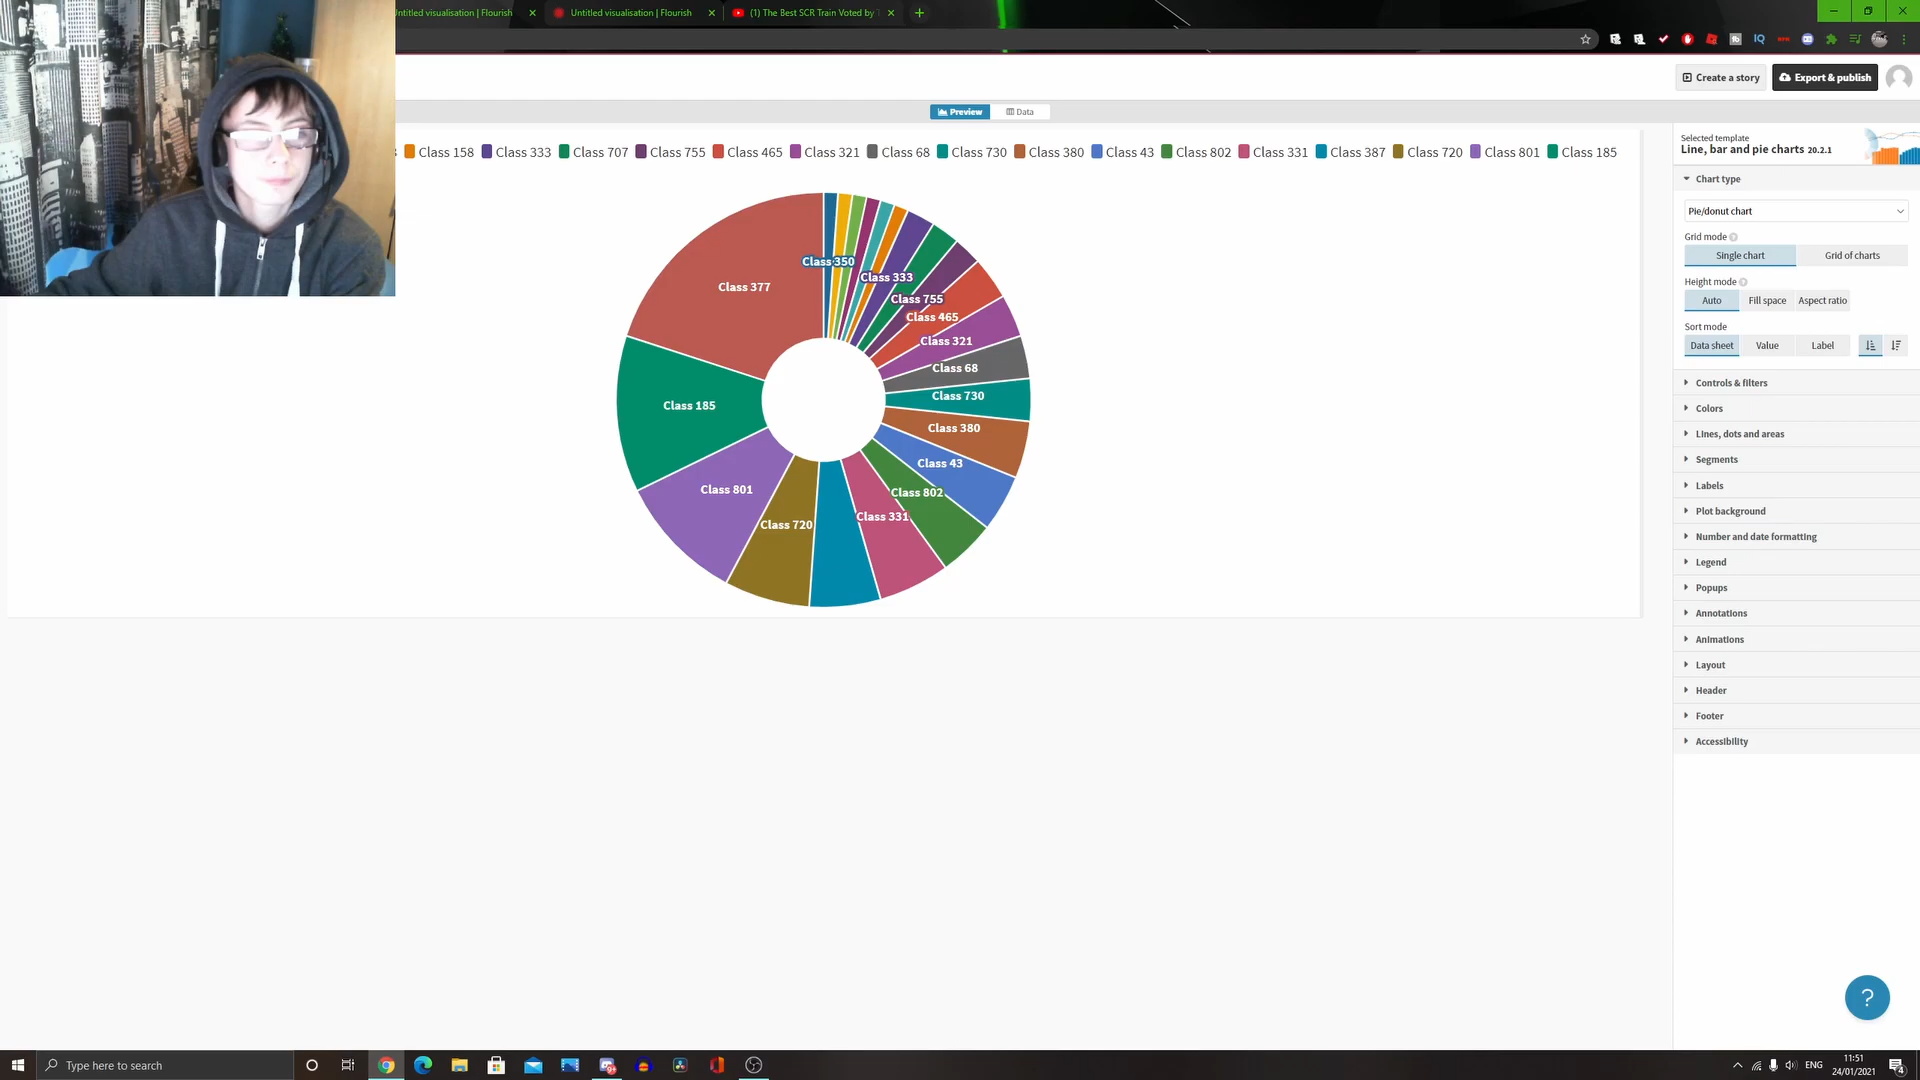 Untitled visualisation | Flourish
Untitled visualisation | Flourish
(1) The Best SCR Train Voted by
Create a story
Export & publish
Preview
Data
Class 158
Class 333
Class 707
Class 755
Class 465
Class 321
Class 68
Class 730
Class 380
Class 43
Class 802
Class 331
Class 387
Class 720
Class 801
Class 185
Class 350
Class 377
Class 333
Class 755
Class 465
Class 321
Class 68
Class 730
Class 185
Class 380
Class 43
Class 801
Class 802
Class 331
Class 720
Selected template
Line, bar and pie charts 20.2.1
Chart type
Pie/donut chart
Grid mode
Single chart
Grid of charts
Height mode
Auto
Fill space
Aspect ratio
Sort mode
Data sheet
Value
Label
Controls & filters
Colors
Lines, dots and areas
Segments
Labels
Plot background
Number and date formatting
Legend
Popups
Annotations
Animations
Layout
Header
Footer
Accessibility
?
Type here to search
ENG
11:51
24/01/2021